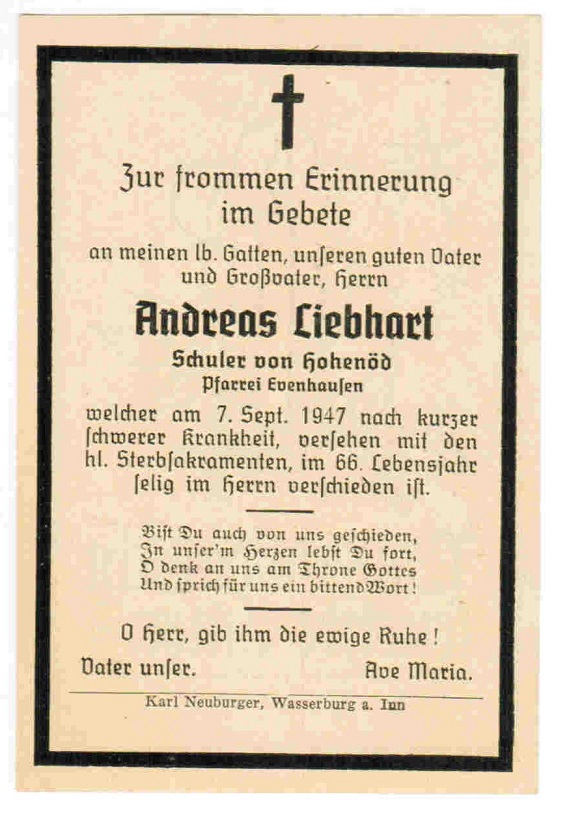 Zur frommen Erinnerung
im Gebete
an meinen lb. Gatten, unseren guten Vater
und Großvater, Herrn
Andreas Liebhart
Schuler von Hohenöd
Pfarrei Evenhausen
welcher am 7. Sept. 1947 nach kurzer
schwerer Krankheit, versehen mit den
hl. Sterbsakramenten, im 66. Lebensjahr
selig im Herrn verschieden ist.
Bist Du auch von uns geschieden,
In unser'm Herzen lebst Du fort,
O denk an uns am Throne Gottes
Und sprich für uns ein bittend Wort!
O Herr, gib ihm die ewige Ruhe!
Vater unser. Ave Maria.
Karl Neuburger, Wasserburg a. Inn